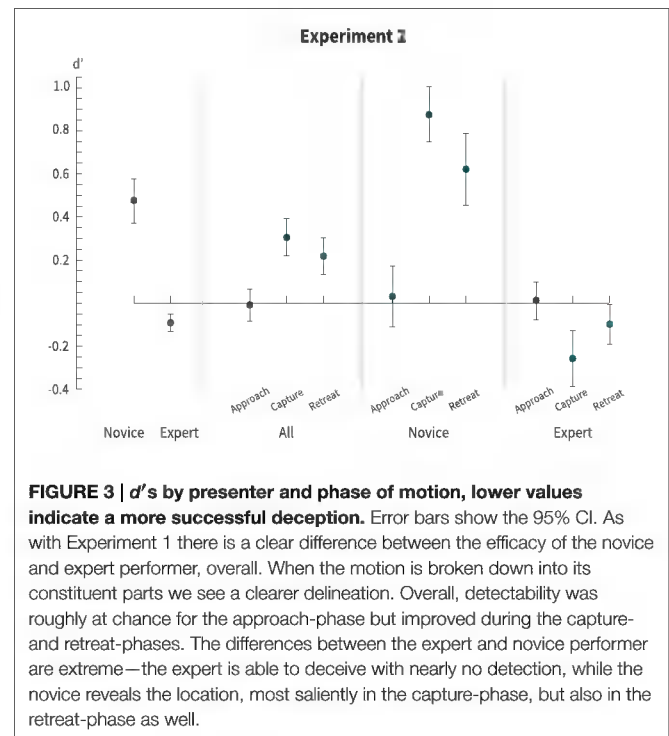 Experiment 2
d'
1.0
0.8
0.6
0.4
0.2
-0.2
-0.4
Approach Capture Retreat Approach Capture Retreat Approach Capture Retreat
Novice Expert All Novice Expert
FIGURE 3 | d′s by presenter and phase of motion, lower values
indicate a more successful deception. Error bars show the 95% CI. As
with Experiment 1 there is a clear difference between the efficacy of the novice
and expert performer, overall. When the motion is broken down into its
constituent parts we see a clearer delineation. Overall, detectability was
roughly at chance for the approach-phase but improved during the capture-
and retreat-phases. The differences between the expert and novice performer
are extreme—the expert is able to deceive with nearly no detection, while the
novice reveals the location, most saliently in the capture-phase, but also in the
retreat-phase as well.